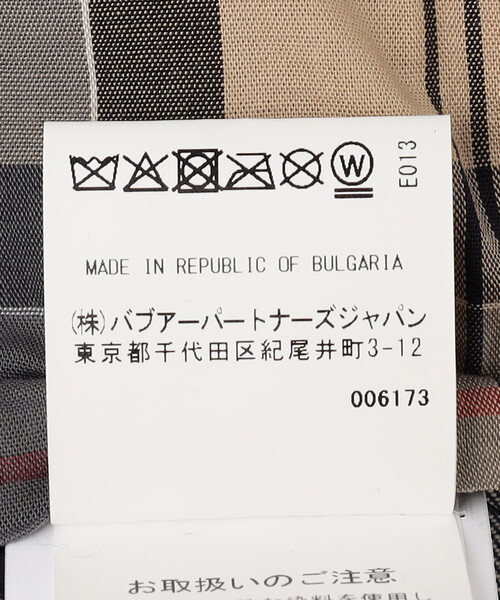 W
E013
MADE IN REPUBLIC OF BULGARIA
(株)バブアーパートナーズジャパン
東京都千代田区紀尾井町3-12
006173
お取扱いのご注意